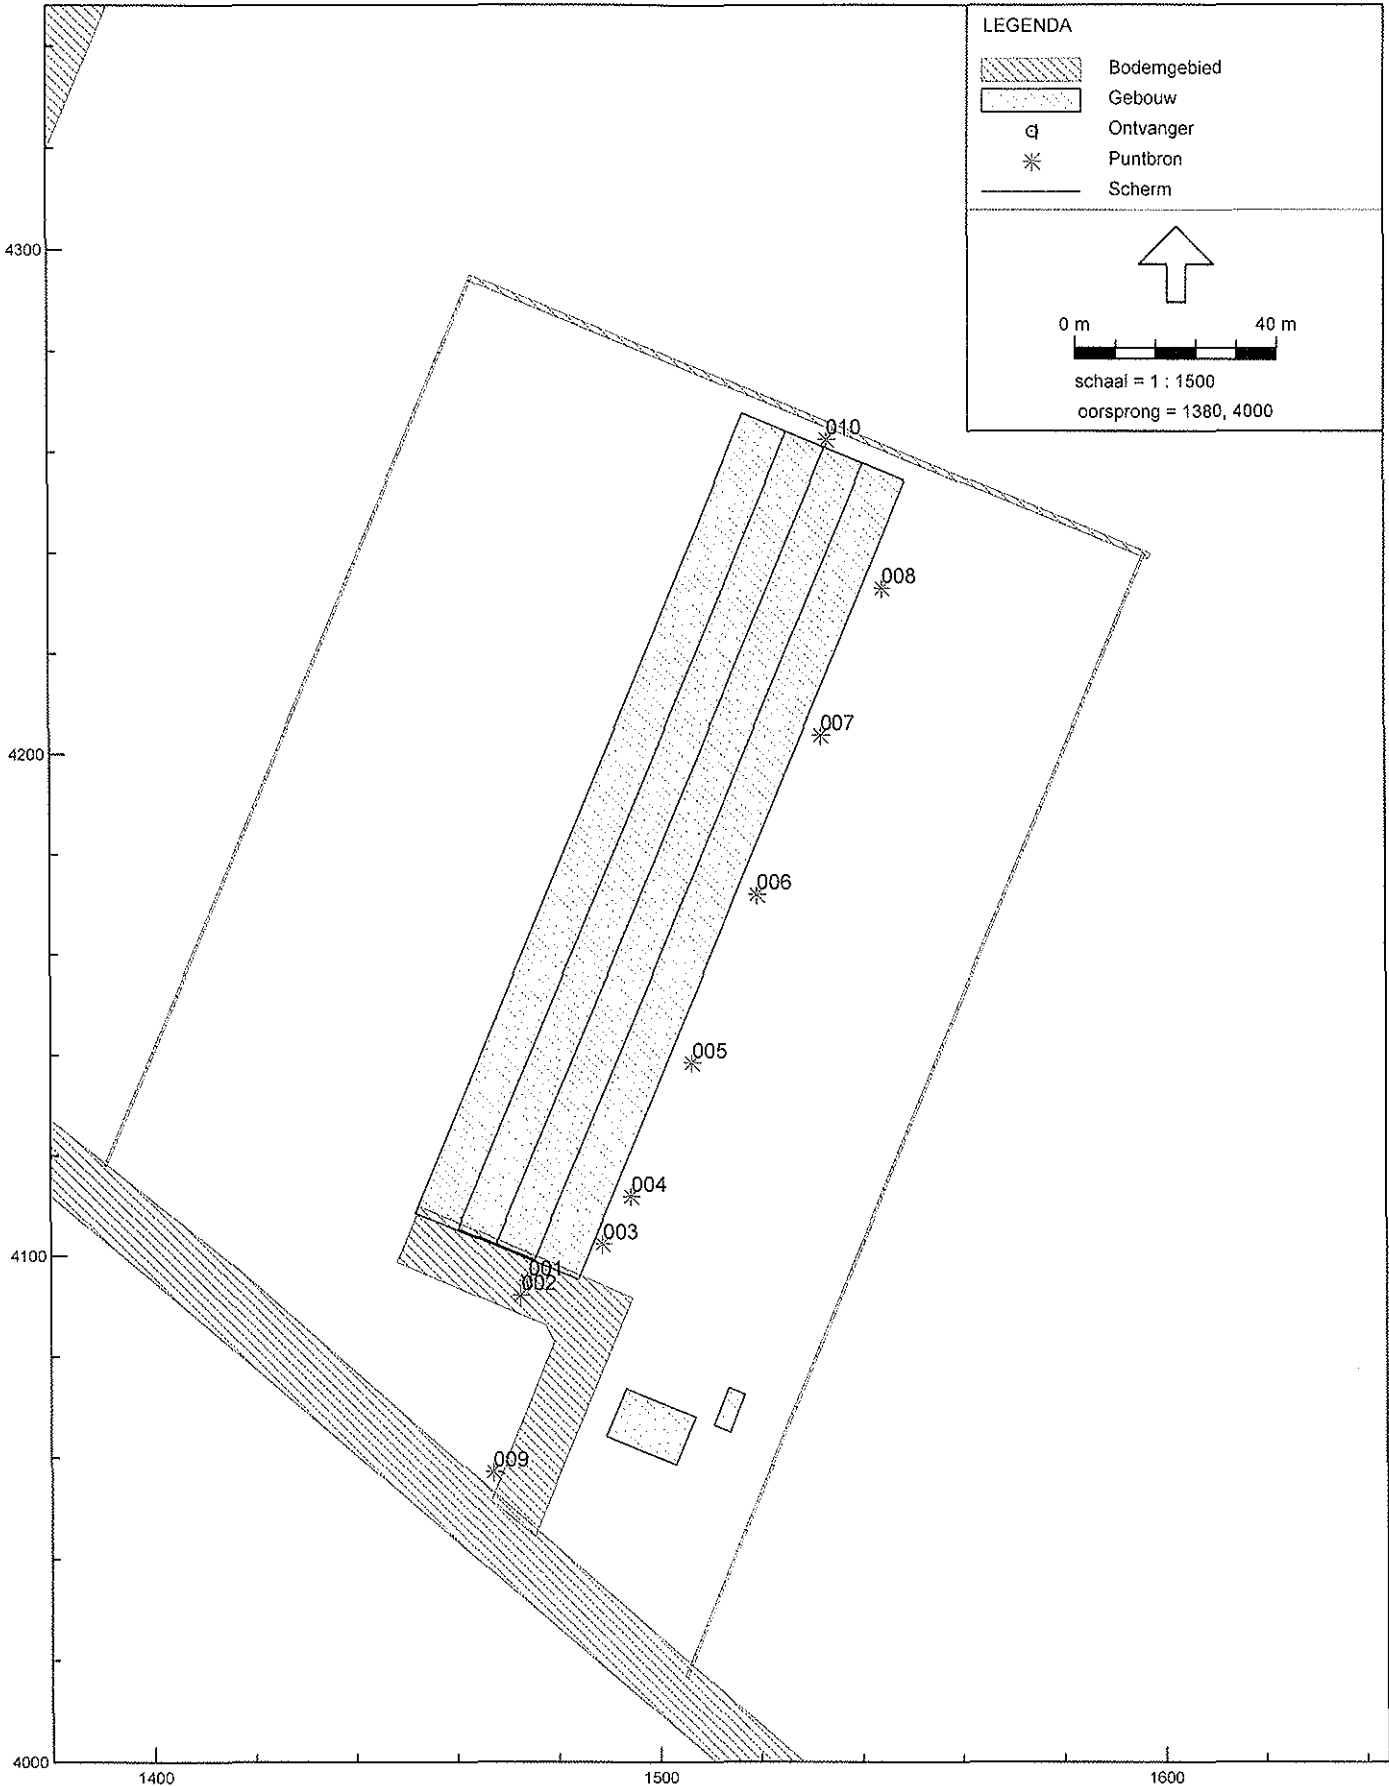 LEGENDA
Bodemgebied
Gebouw
Ontvanger
Puntbron
Scherm
0 m 40 m
schaal = 1 : 1500
oorsprong = 1380, 4000
4300
010
008
4200
007
006
005
004
003
4100
001
002
009
4000
1400 1500 1600